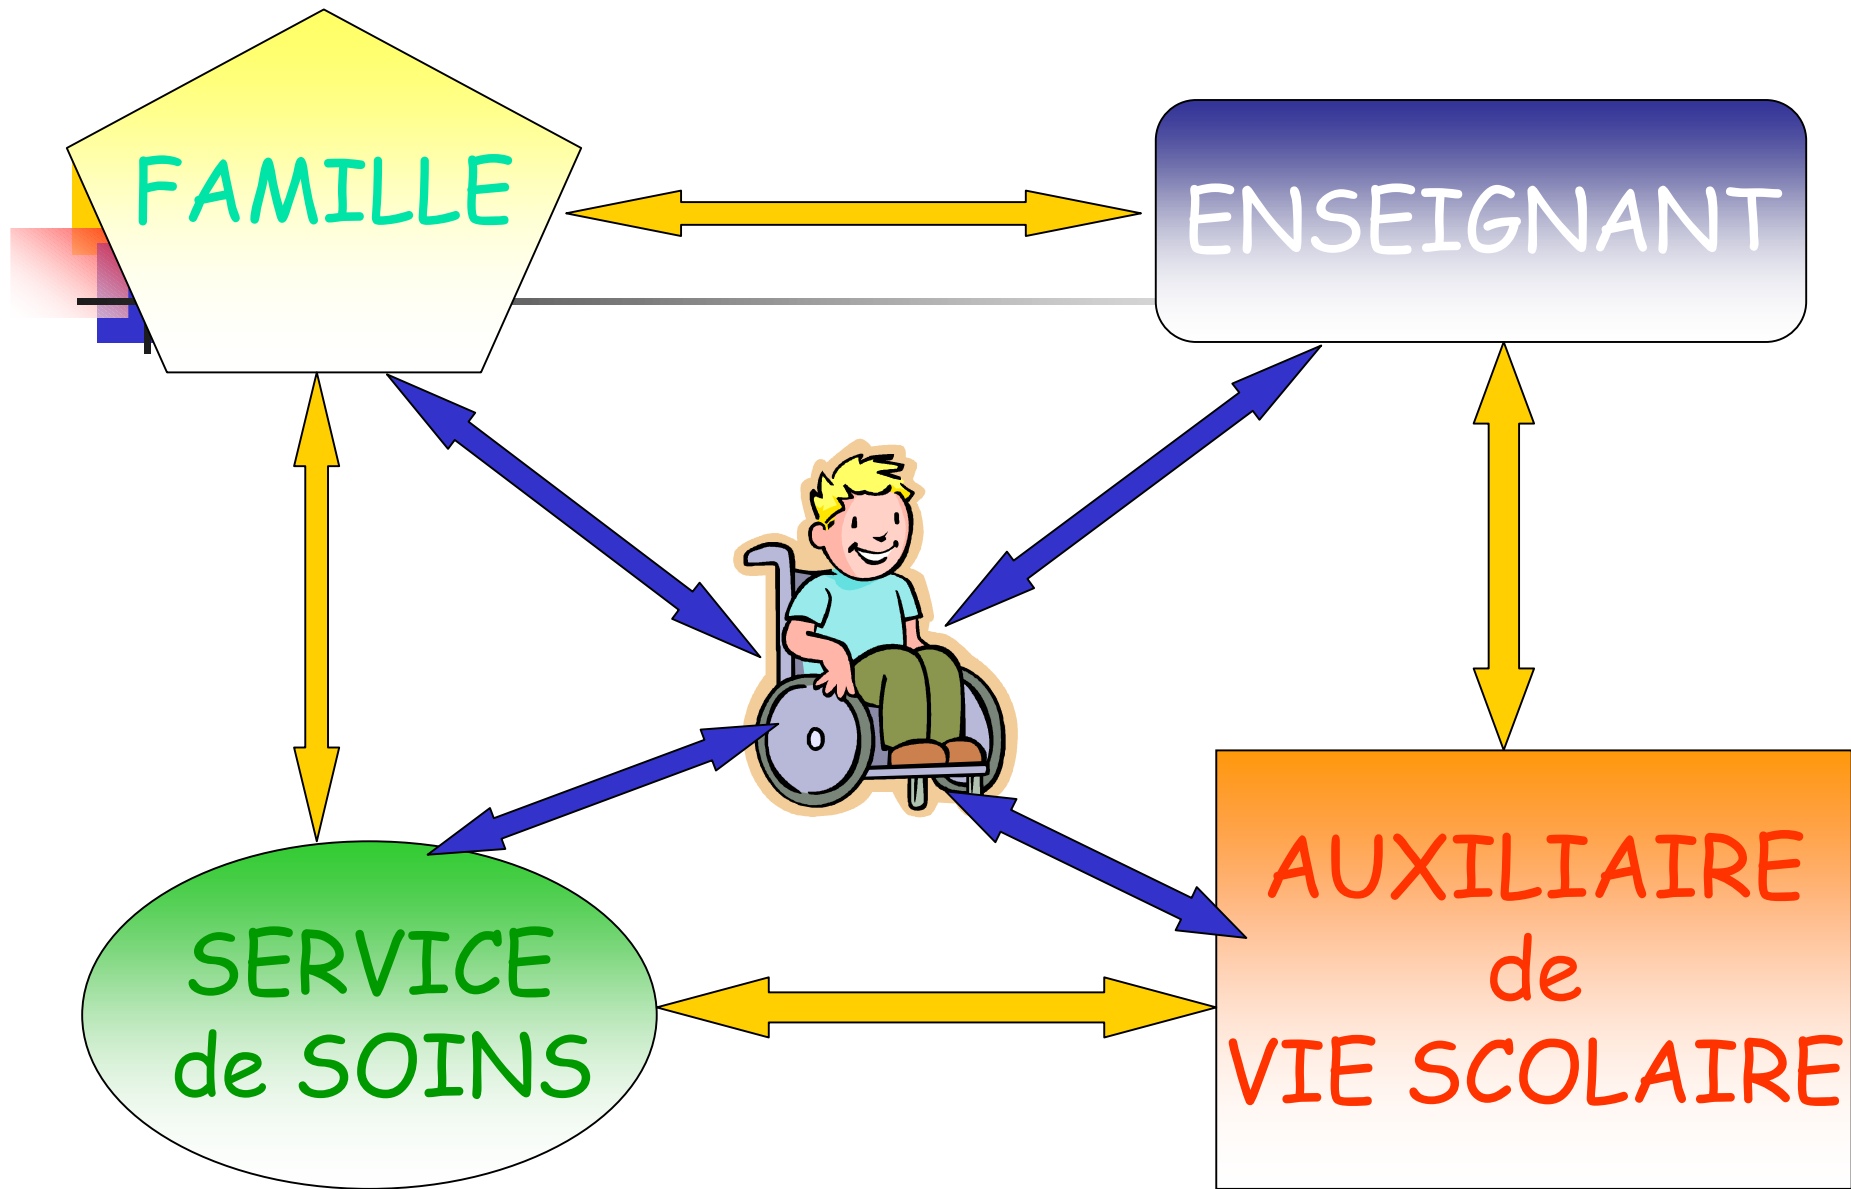 FAMILLE
ENSEIGNANT
SERVICE
de SOINS
AUXILIAIRE
de
VIE SCOLAIRE